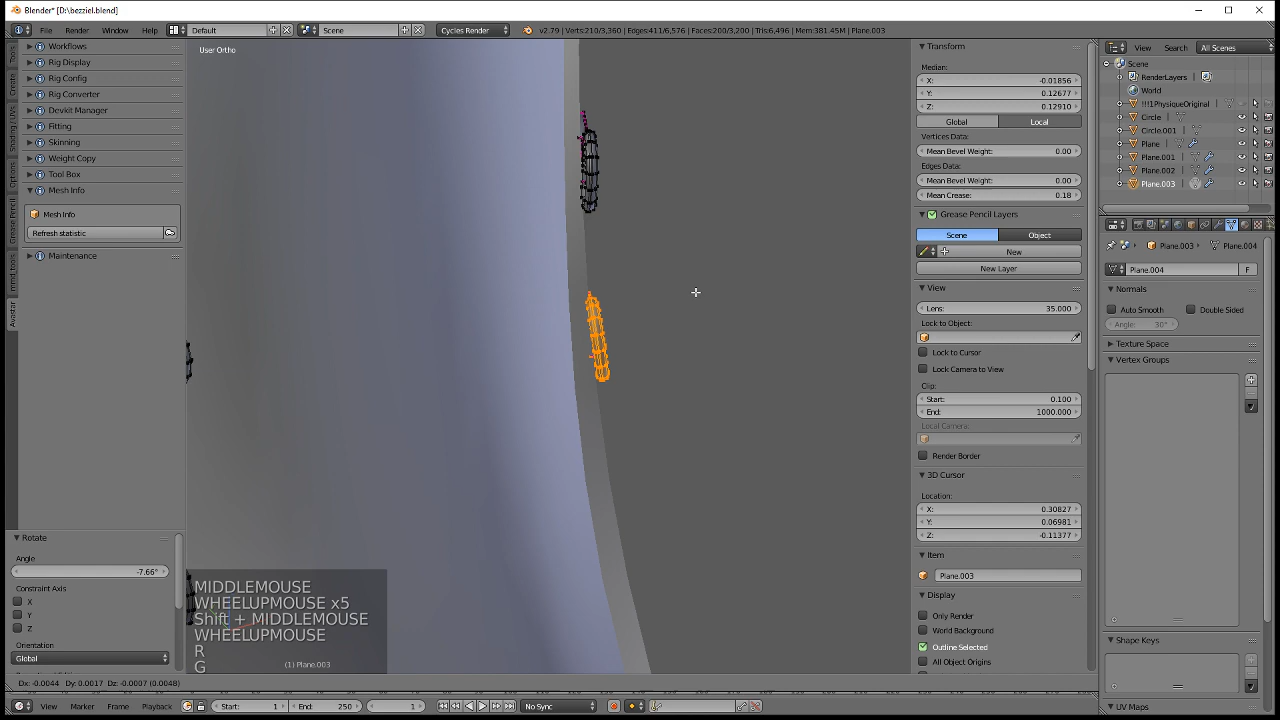 Blender* [D:\bezziel.blend]
File Render Window Help Default Scene Cycles Render v2.79 | Verts:210/3,360 | Edges:411/6,576 | Faces:200/3,200 | Tris:6,496 | Mem:381.45M | Plane.003
View Search All Scenes
Workflows
Rig Display
Rig Config
Rig Converter
Devkit Manager
Fitting
Skinning
Weight Copy
Tool Box
Mesh Info
Mesh Info
Refresh statistic
Maintenance
Tools
Create
Shading / UVs
Options
Grease Pencil
mmd_tools
Avastar
Rotate
Angle
-7.66°
Constraint Axis
X
Y
Z
Orientation
Global
User Ortho
MIDDLEMOUSE
WHEELUPMOUSE x5
Shift + MIDDLEMOUSE
WHEELUPMOUSE
R
G
(1) Plane.003
Dx: -0.0044 Dy: 0.0017 Dz: -0.0007 (0.0048)
Transform
Median:
X: -0.01856
Y: 0.12677
Z: 0.12910
Global Local
Vertices Data:
Mean Bevel Weight: 0.00
Edges Data:
Mean Bevel Weight: 0.00
Mean Crease: 0.18
Grease Pencil Layers
Scene Object
New
New Layer
View
Lens: 35.000
Lock to Object:
Lock to Cursor
Lock Camera to View
Clip:
Start: 0.100
End: 1000.000
Local Camera:
Render Border
3D Cursor
Location:
X: 0.30827
Y: 0.06981
Z: -0.11377
Item
Plane.003
Display
Only Render
World Background
Outline Selected
All Object Origins
Scene
RenderLayers
World
!!!1PhysiqueOriginal
Circle
Circle.001
Plane
Plane.001
Plane.002
Plane.003
Plane.003 Plane.004
Plane.004 F
Normals
Auto Smooth Double Sided
Angle: 30°
Texture Space
Vertex Groups
Shape Keys
UV Maps
View Marker Frame Playback Start: 1 End: 250 1 No Sync